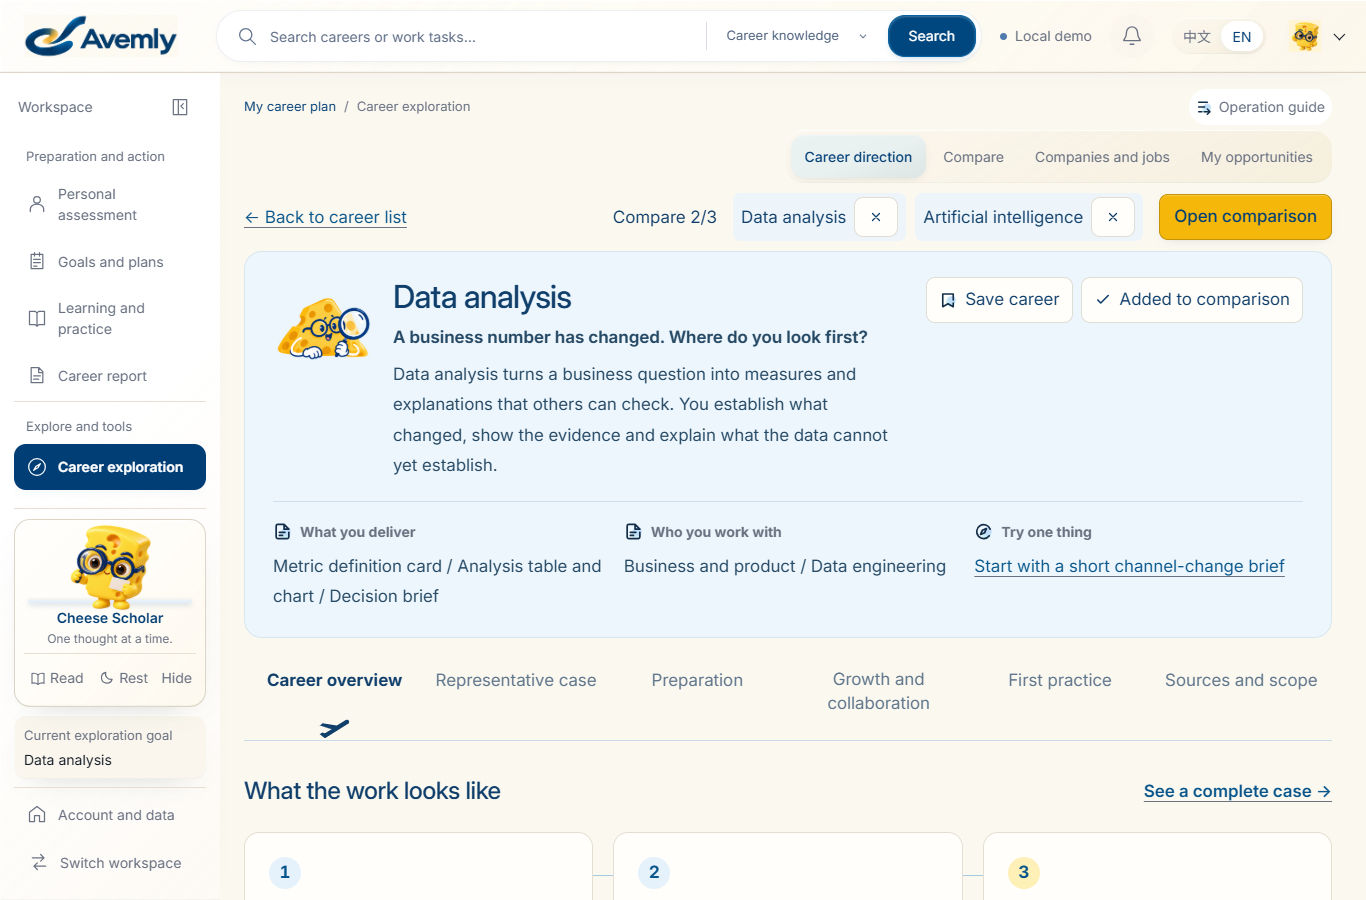 Avemly
Search careers or work tasks...
Career knowledge
Search
Local demo
中文
EN
Workspace
Preparation and action
Personal
assessment
Goals and plans
Learning and
practice
Career report
Explore and tools
Career exploration
Cheese Scholar
One thought at a time.
Read
Rest
Hide
Current exploration goal
Data analysis
Account and data
Switch workspace
My career plan / Career exploration
Operation guide
Career direction
Compare
Companies and jobs
My opportunities
← Back to career list
Compare 2/3
Data analysis ×
Artificial intelligence ×
Open comparison
Data analysis
A business number has changed. Where do you look first?
Data analysis turns a business question into measures and
explanations that others can check. You establish what
changed, show the evidence and explain what the data cannot
yet establish.
Save career
Added to comparison
What you deliver
Metric definition card / Analysis table and
chart / Decision brief
Who you work with
Business and product / Data engineering
Try one thing
Start with a short channel-change brief
Career overview
Representative case
Preparation
Growth and
collaboration
First practice
Sources and scope
What the work looks like
See a complete case →
1
2
3